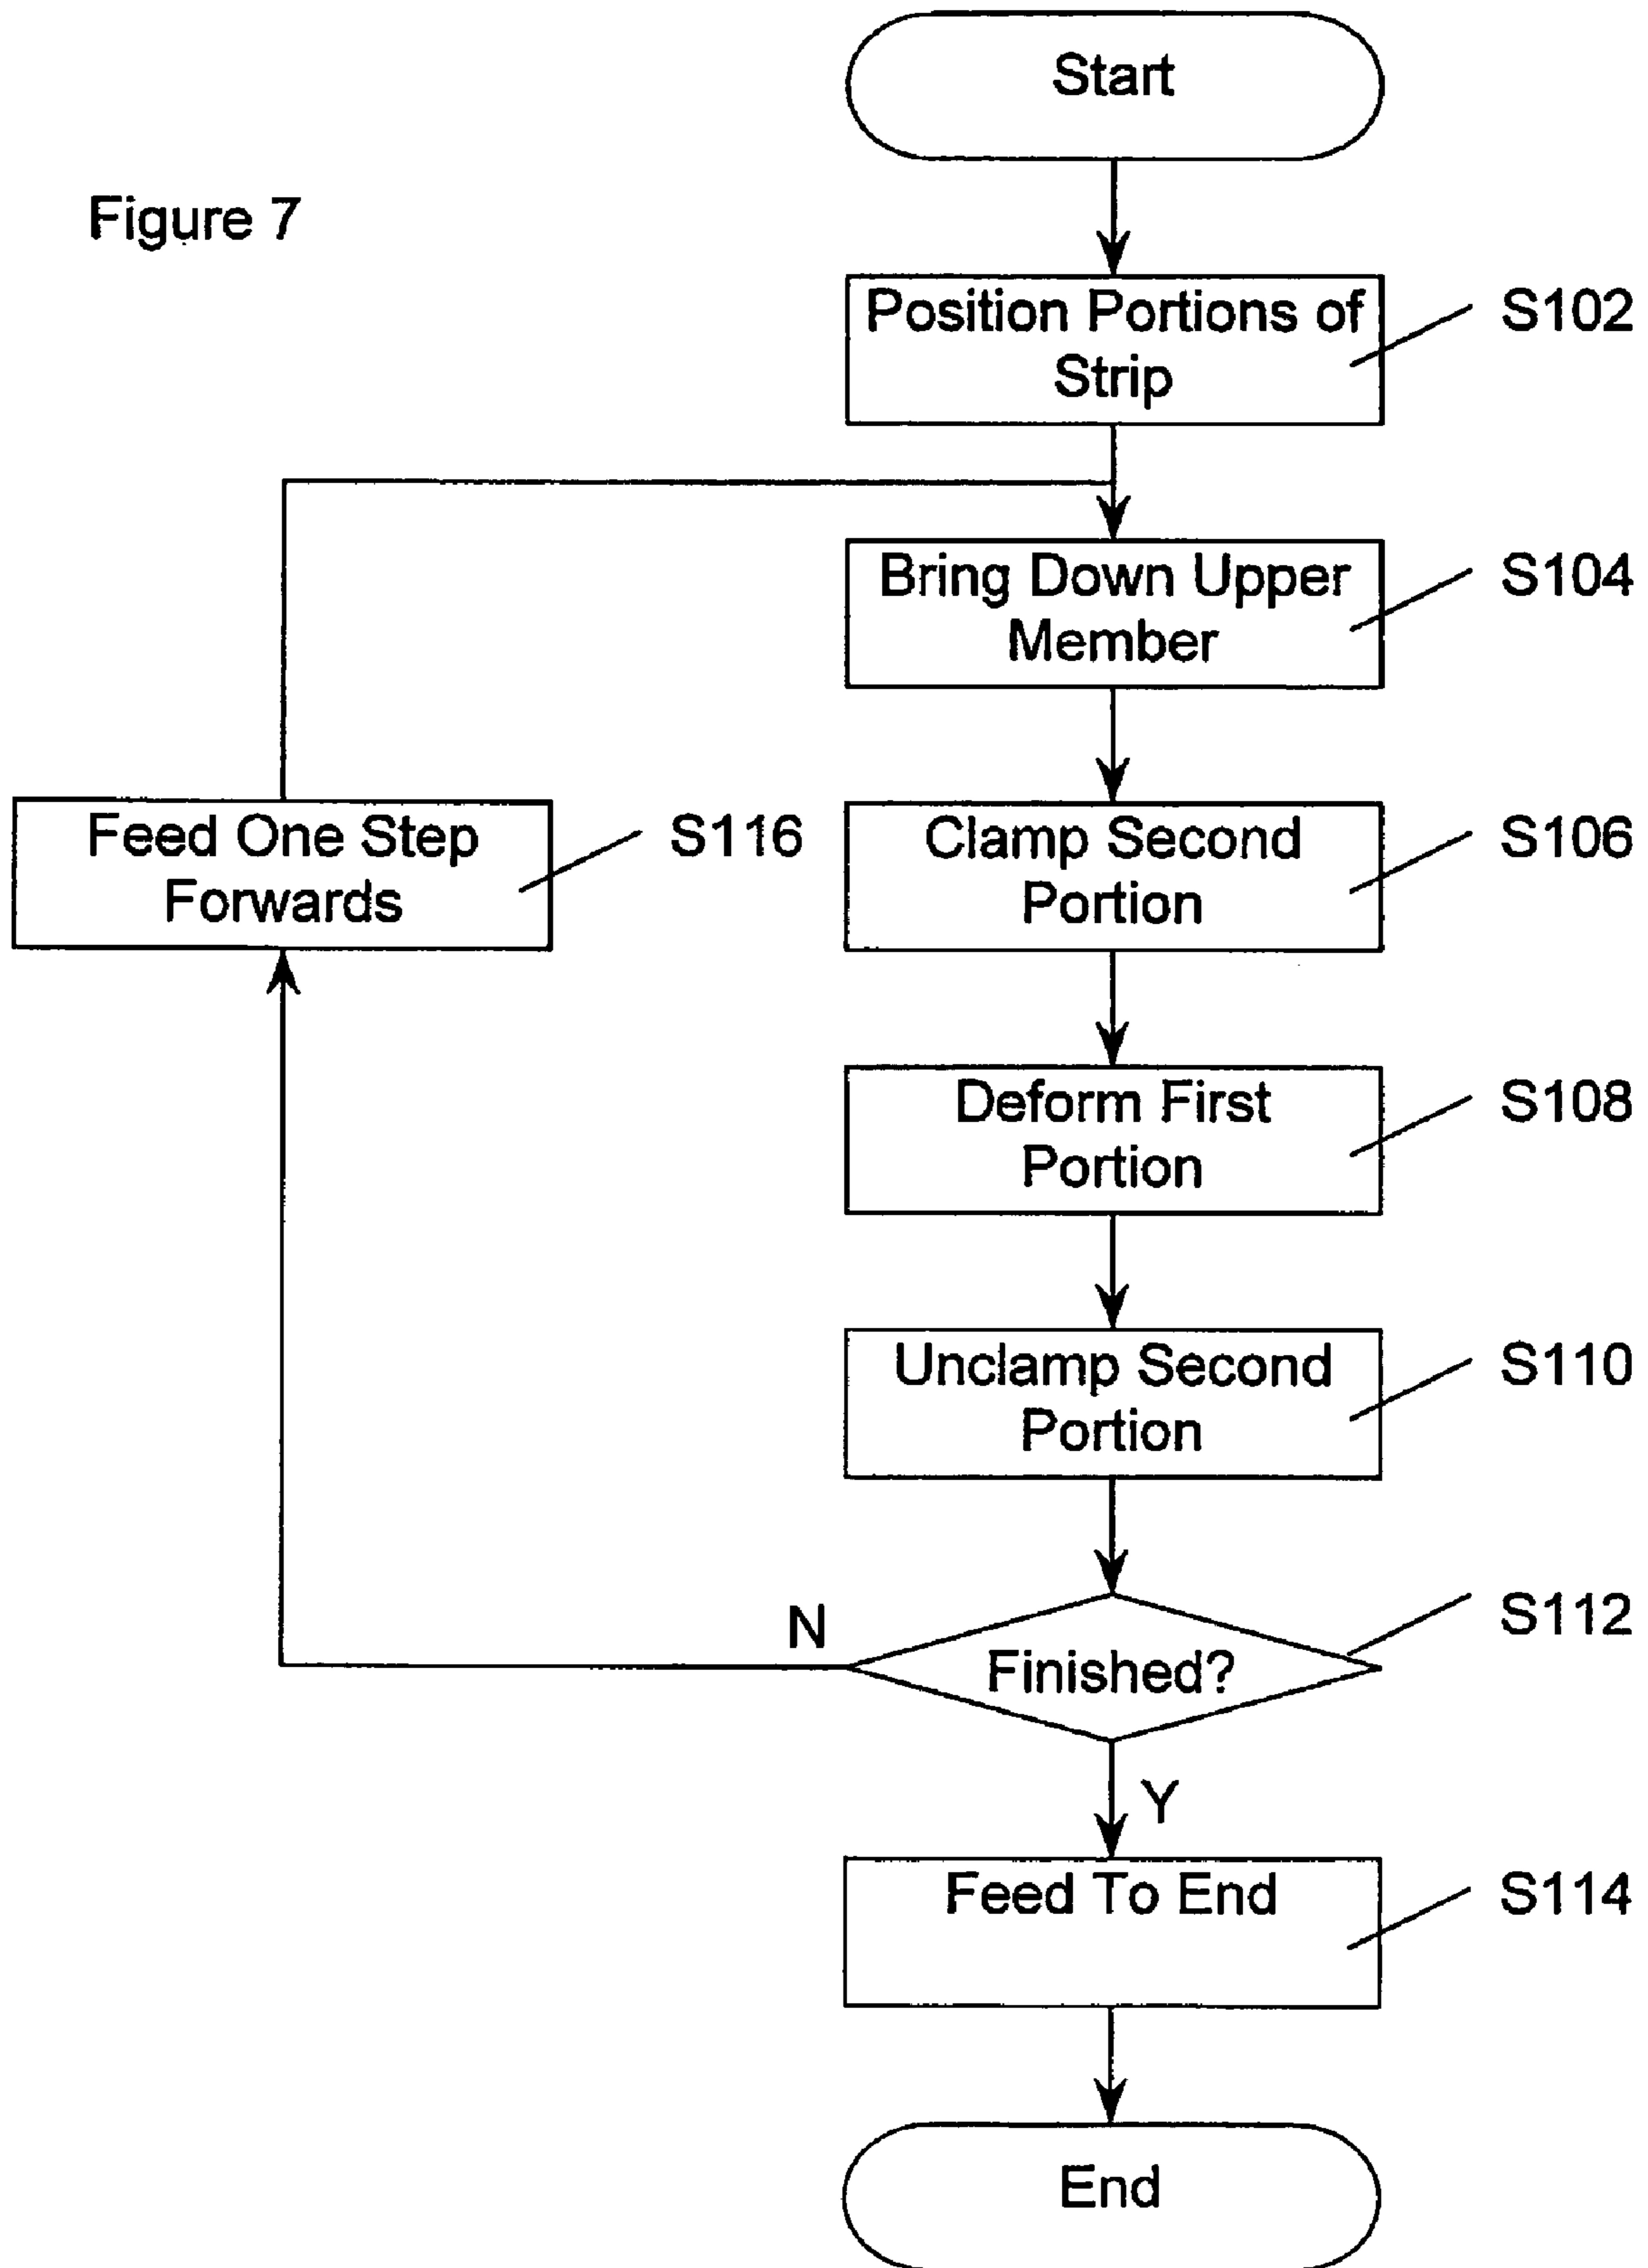 Start
Figure 7
Position Portions of
Strip
S102
Bring Down Upper
Member
S104
Feed One Step
Forwards
S116
Clamp Second
Portion
S106
Deform First
Portion
S108
Unclamp Second
Portion
S110
N
Finished?
S112
Y
Feed To End
S114
End